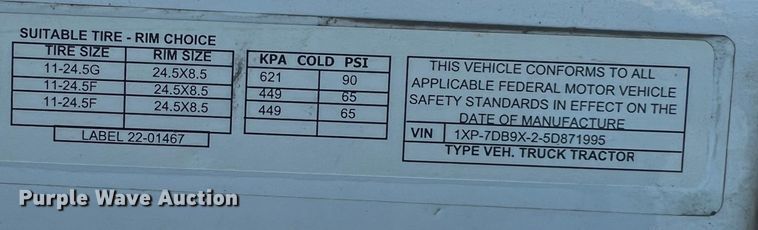 SUITABLE TIRE - RIM CHOICE
TIRE SIZE RIM SIZE
11-24.5G 24.5X8.5
11-24.5F 24.5X8.5
11-24.5F 24.5X8.5
LABEL 22-01467
KPA COLD PSI
621 90
449 65
449 65
THIS VEHICLE CONFORMS TO ALL
APPLICABLE FEDERAL MOTOR VEHICLE
SAFETY STANDARDS IN EFFECT ON THE
DATE OF MANUFACTURE
VIN 1XP-7DB9X-2-5D871995
TYPE VEH. TRUCK TRACTOR
Purple Wave Auction